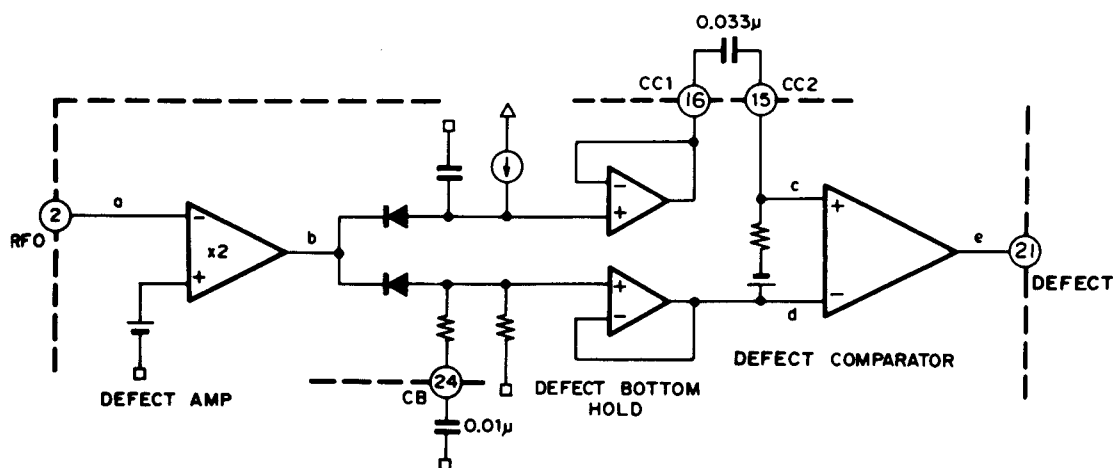 0.033μ
CC1
16
15
CC2
a
2
RFO
-
x2
+
b
-
+
c
+
e
21
DEFECT
+
-
-
d
24
CB
0.01μ
DEFECT AMP
DEFECT BOTTOM
HOLD
DEFECT COMPARATOR